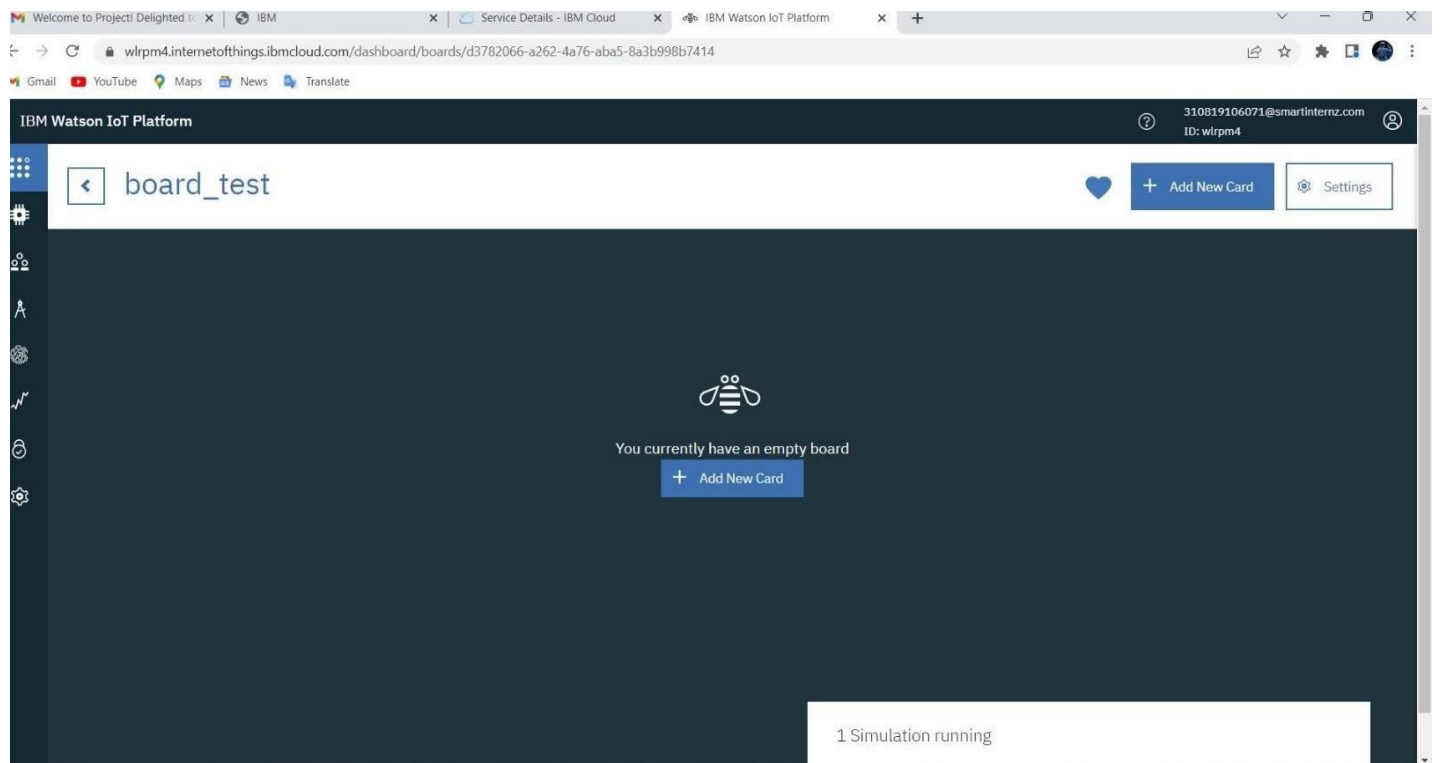 Welcome to Project! Delighted to
IBM
Service Details - IBM Cloud
IBM Watson IoT Platform
wlrpm4.internetofthings.ibmcloud.com/dashboard/boards/d3782066-a262-4a76-aba5-8a3b998b7414
Gmail
YouTube
Maps
News
Translate
IBM Watson IoT Platform
310819106071@smartinternz.com
ID: wlrpm4
board_test
Add New Card
Settings
You currently have an empty board
Add New Card
1 Simulation running